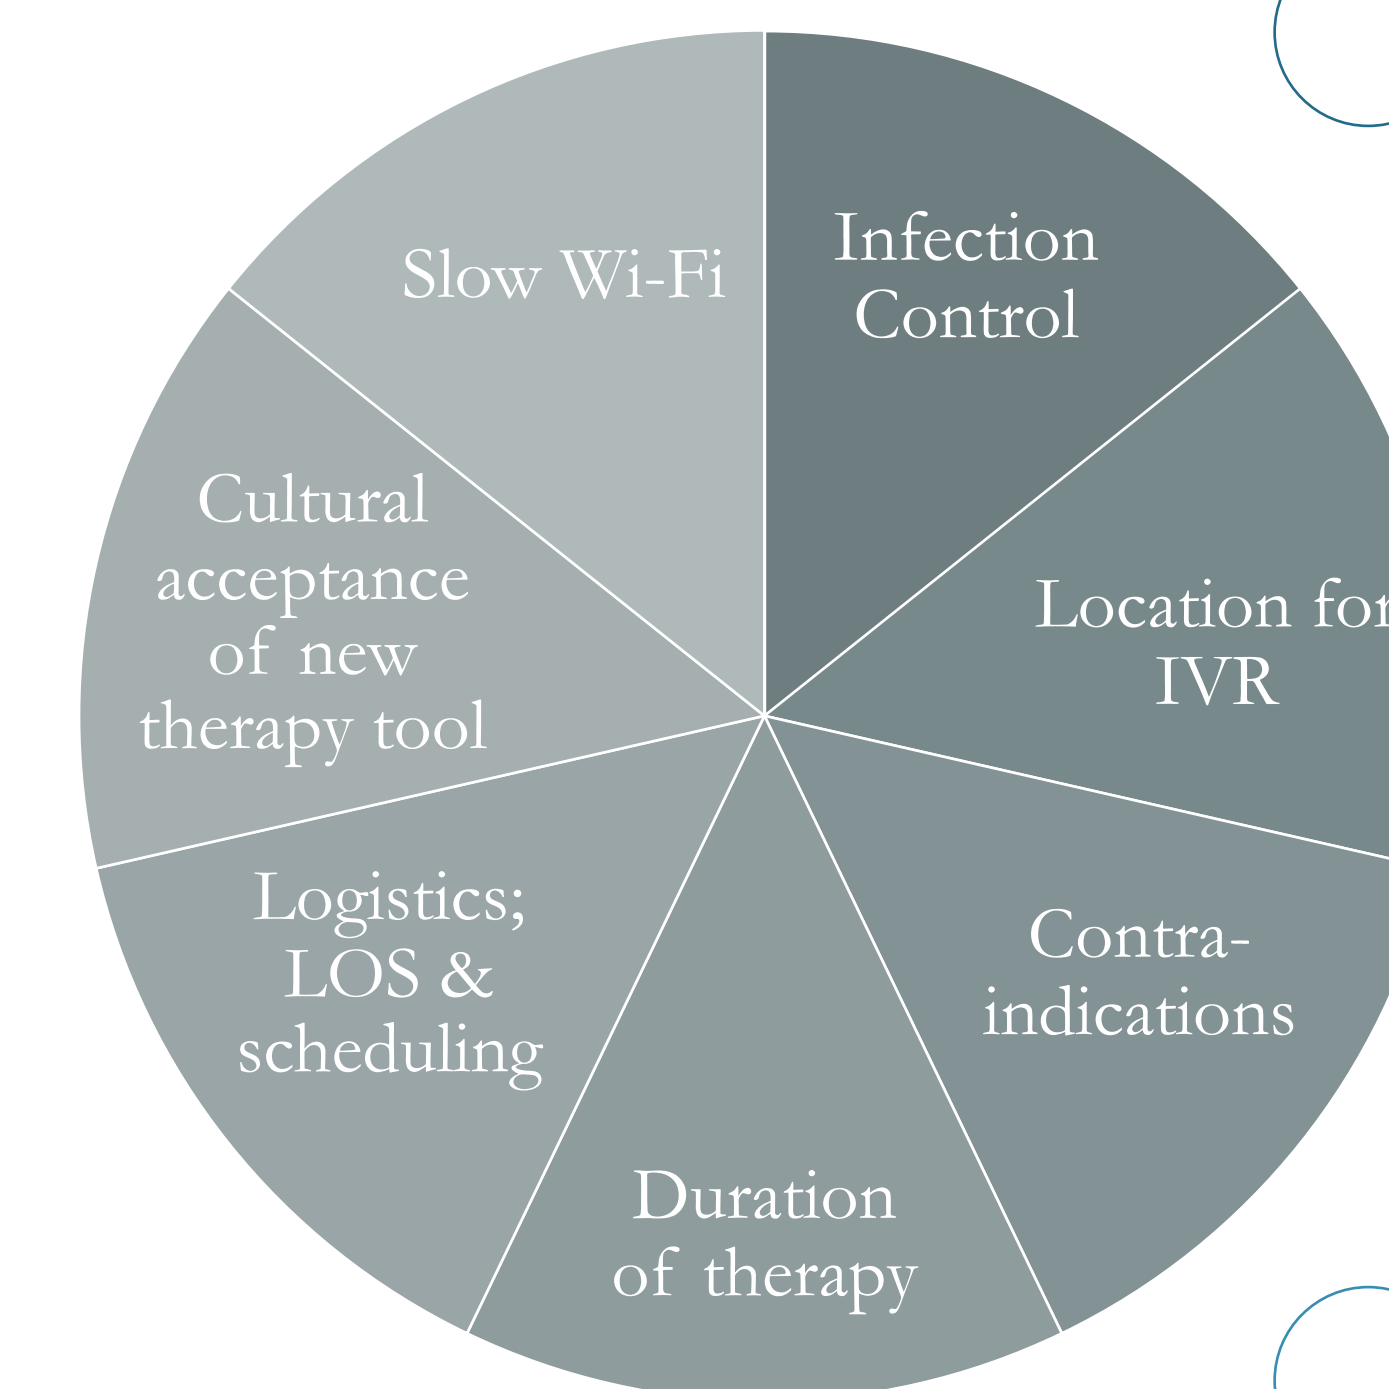 Slow Wi-Fi
Infection
Control
Location for
IVR
Contra-
indications
Duration
of therapy
Logistics;
LOS &
scheduling
Cultural
acceptance
of new
therapy tool